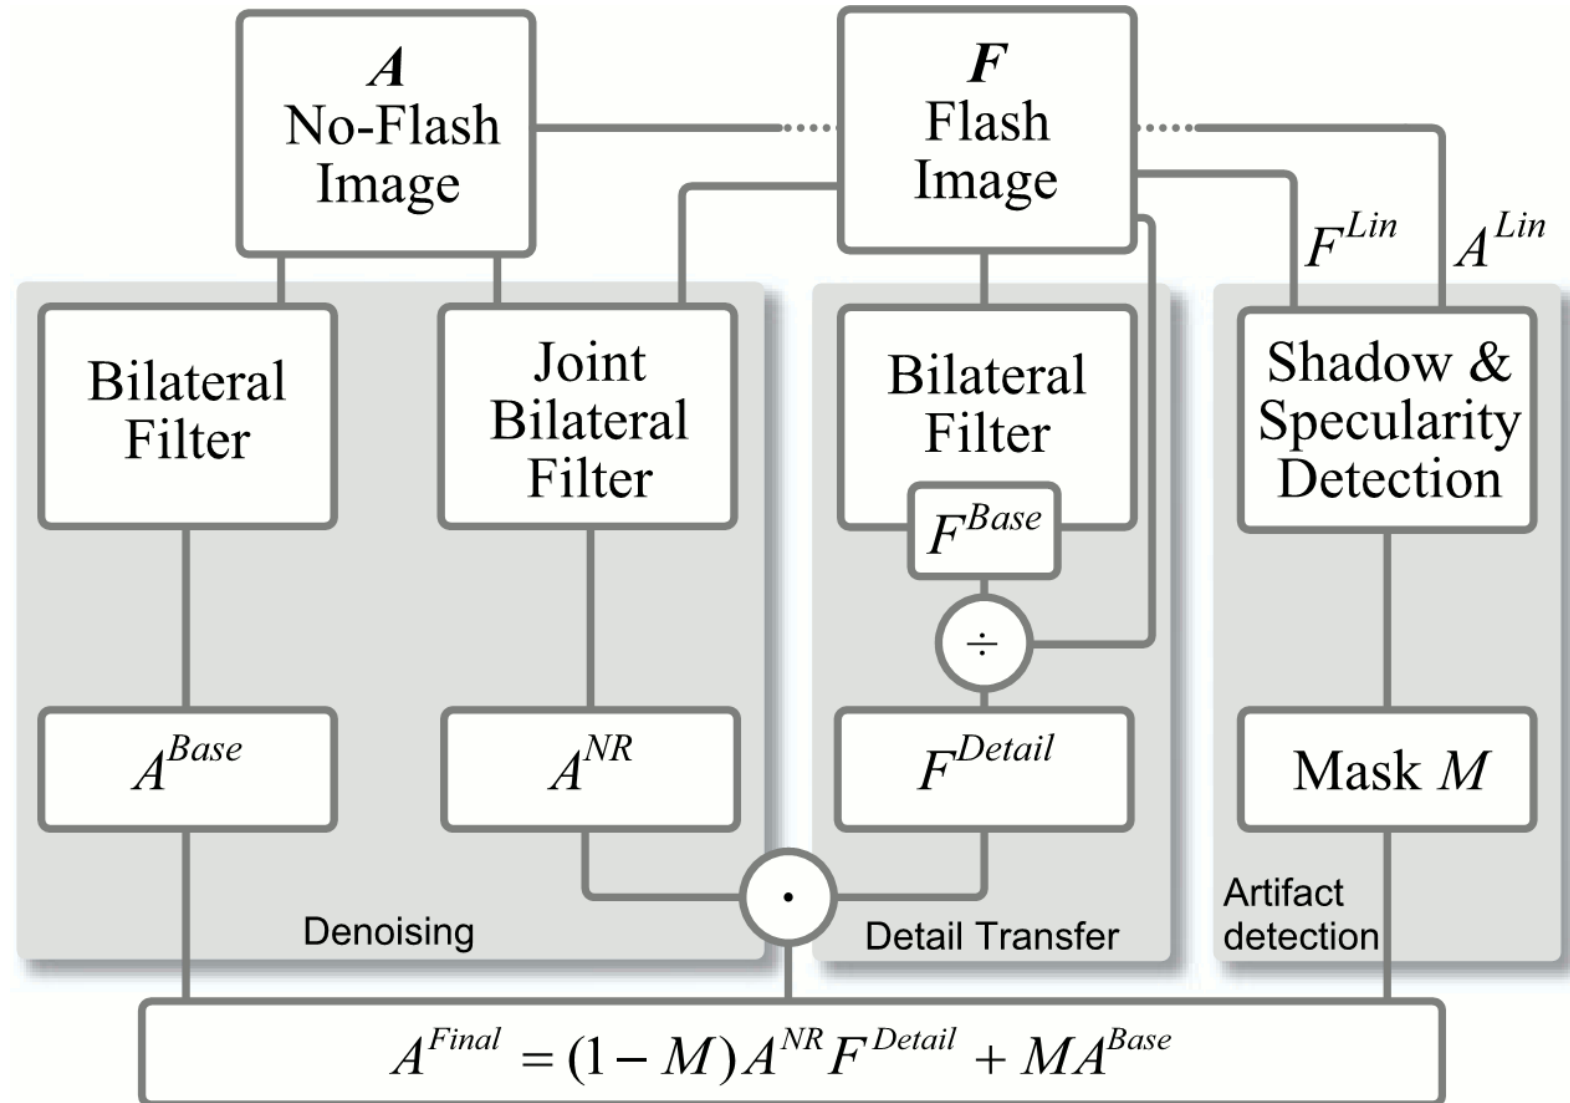 A
No-Flash
Image
F
Flash
Image
F^Lin
A^Lin
Bilateral
Filter
Joint
Bilateral
Filter
Bilateral
Filter
F^Base
÷
Shadow &
Specularity
Detection
A^Base
A^NR
F^Detail
Mask M
·
Denoising
Detail Transfer
Artifact
detection
A^Final = (1 − M) A^NR F^Detail + M A^Base